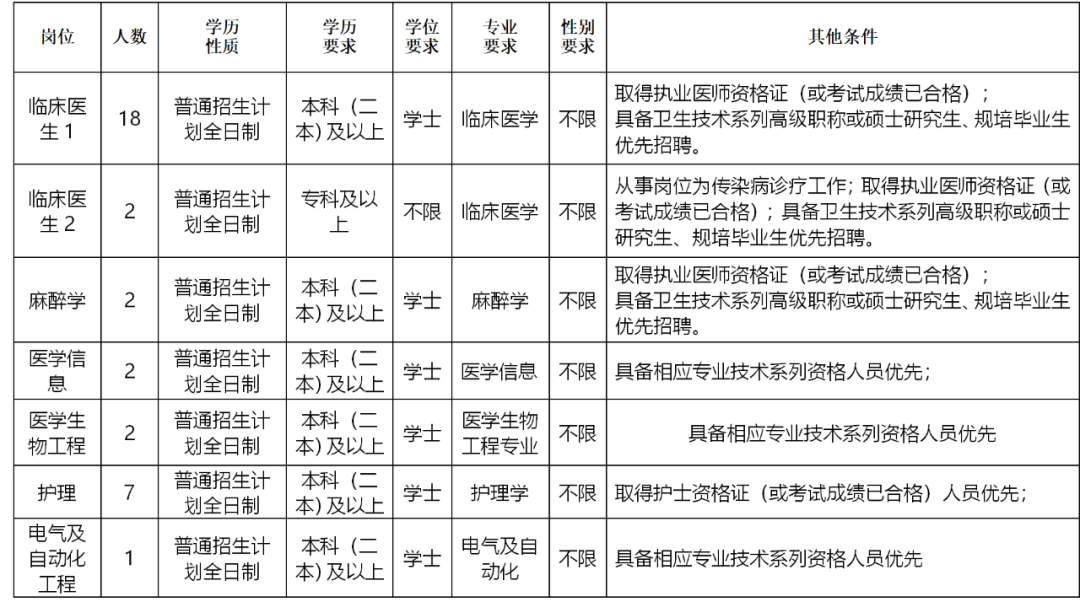 岗位 人数 学历 学历 学位 专业 性别 其他条件
性质 要求 要求 要求 要求
临床医 18 普通招生计 本科（二 学士 临床医学 不限 取得执业医师资格证（或考试成绩已合格）；
生1 划全日制 本）及以上 具备卫生技术系列高级职称或硕士研究生、规培毕业生
优先招聘。
临床医 2 普通招生计 专科及以 不限 临床医学 不限 从事岗位为传染病诊疗工作；取得执业医师资格证（或
生2 划全日制 上 考试成绩已合格）；具备卫生技术系列高级职称或硕士
研究生、规培毕业生优先招聘。
麻醉学 2 普通招生计 本科（二 学士 麻醉学 不限 取得执业医师资格证（或考试成绩已合格）；
划全日制 本）及以上 具备卫生技术系列高级职称或硕士研究生、规培毕业生
优先招聘。
医学信 2 普通招生计 本科（二 学士 医学信息 不限 具备相应专业技术系列资格人员优先；
息 划全日制 本）及以上
医学生 2 普通招生计 本科（二 学士 医学生物 不限 具备相应专业技术系列资格人员优先
物工程 划全日制 本）及以上 工程专业
护理 7 普通招生计 本科（二 学士 护理学 不限 取得护士资格证（或考试成绩已合格）人员优先；
划全日制 本）及以上
电气及 1 普通招生计 本科（二 学士 电气及自 不限 具备相应专业技术系列资格人员优先
自动化 划全日制 本）及以上 动化
工程